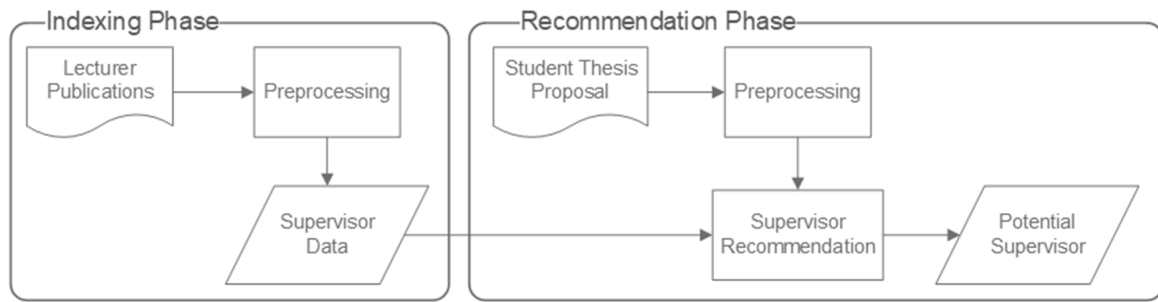 Indexing Phase
Lecturer
Publications
Preprocessing
Supervisor
Data
Recommendation Phase
Student Thesis
Proposal
Preprocessing
Supervisor
Recommendation
Potential
Supervisor